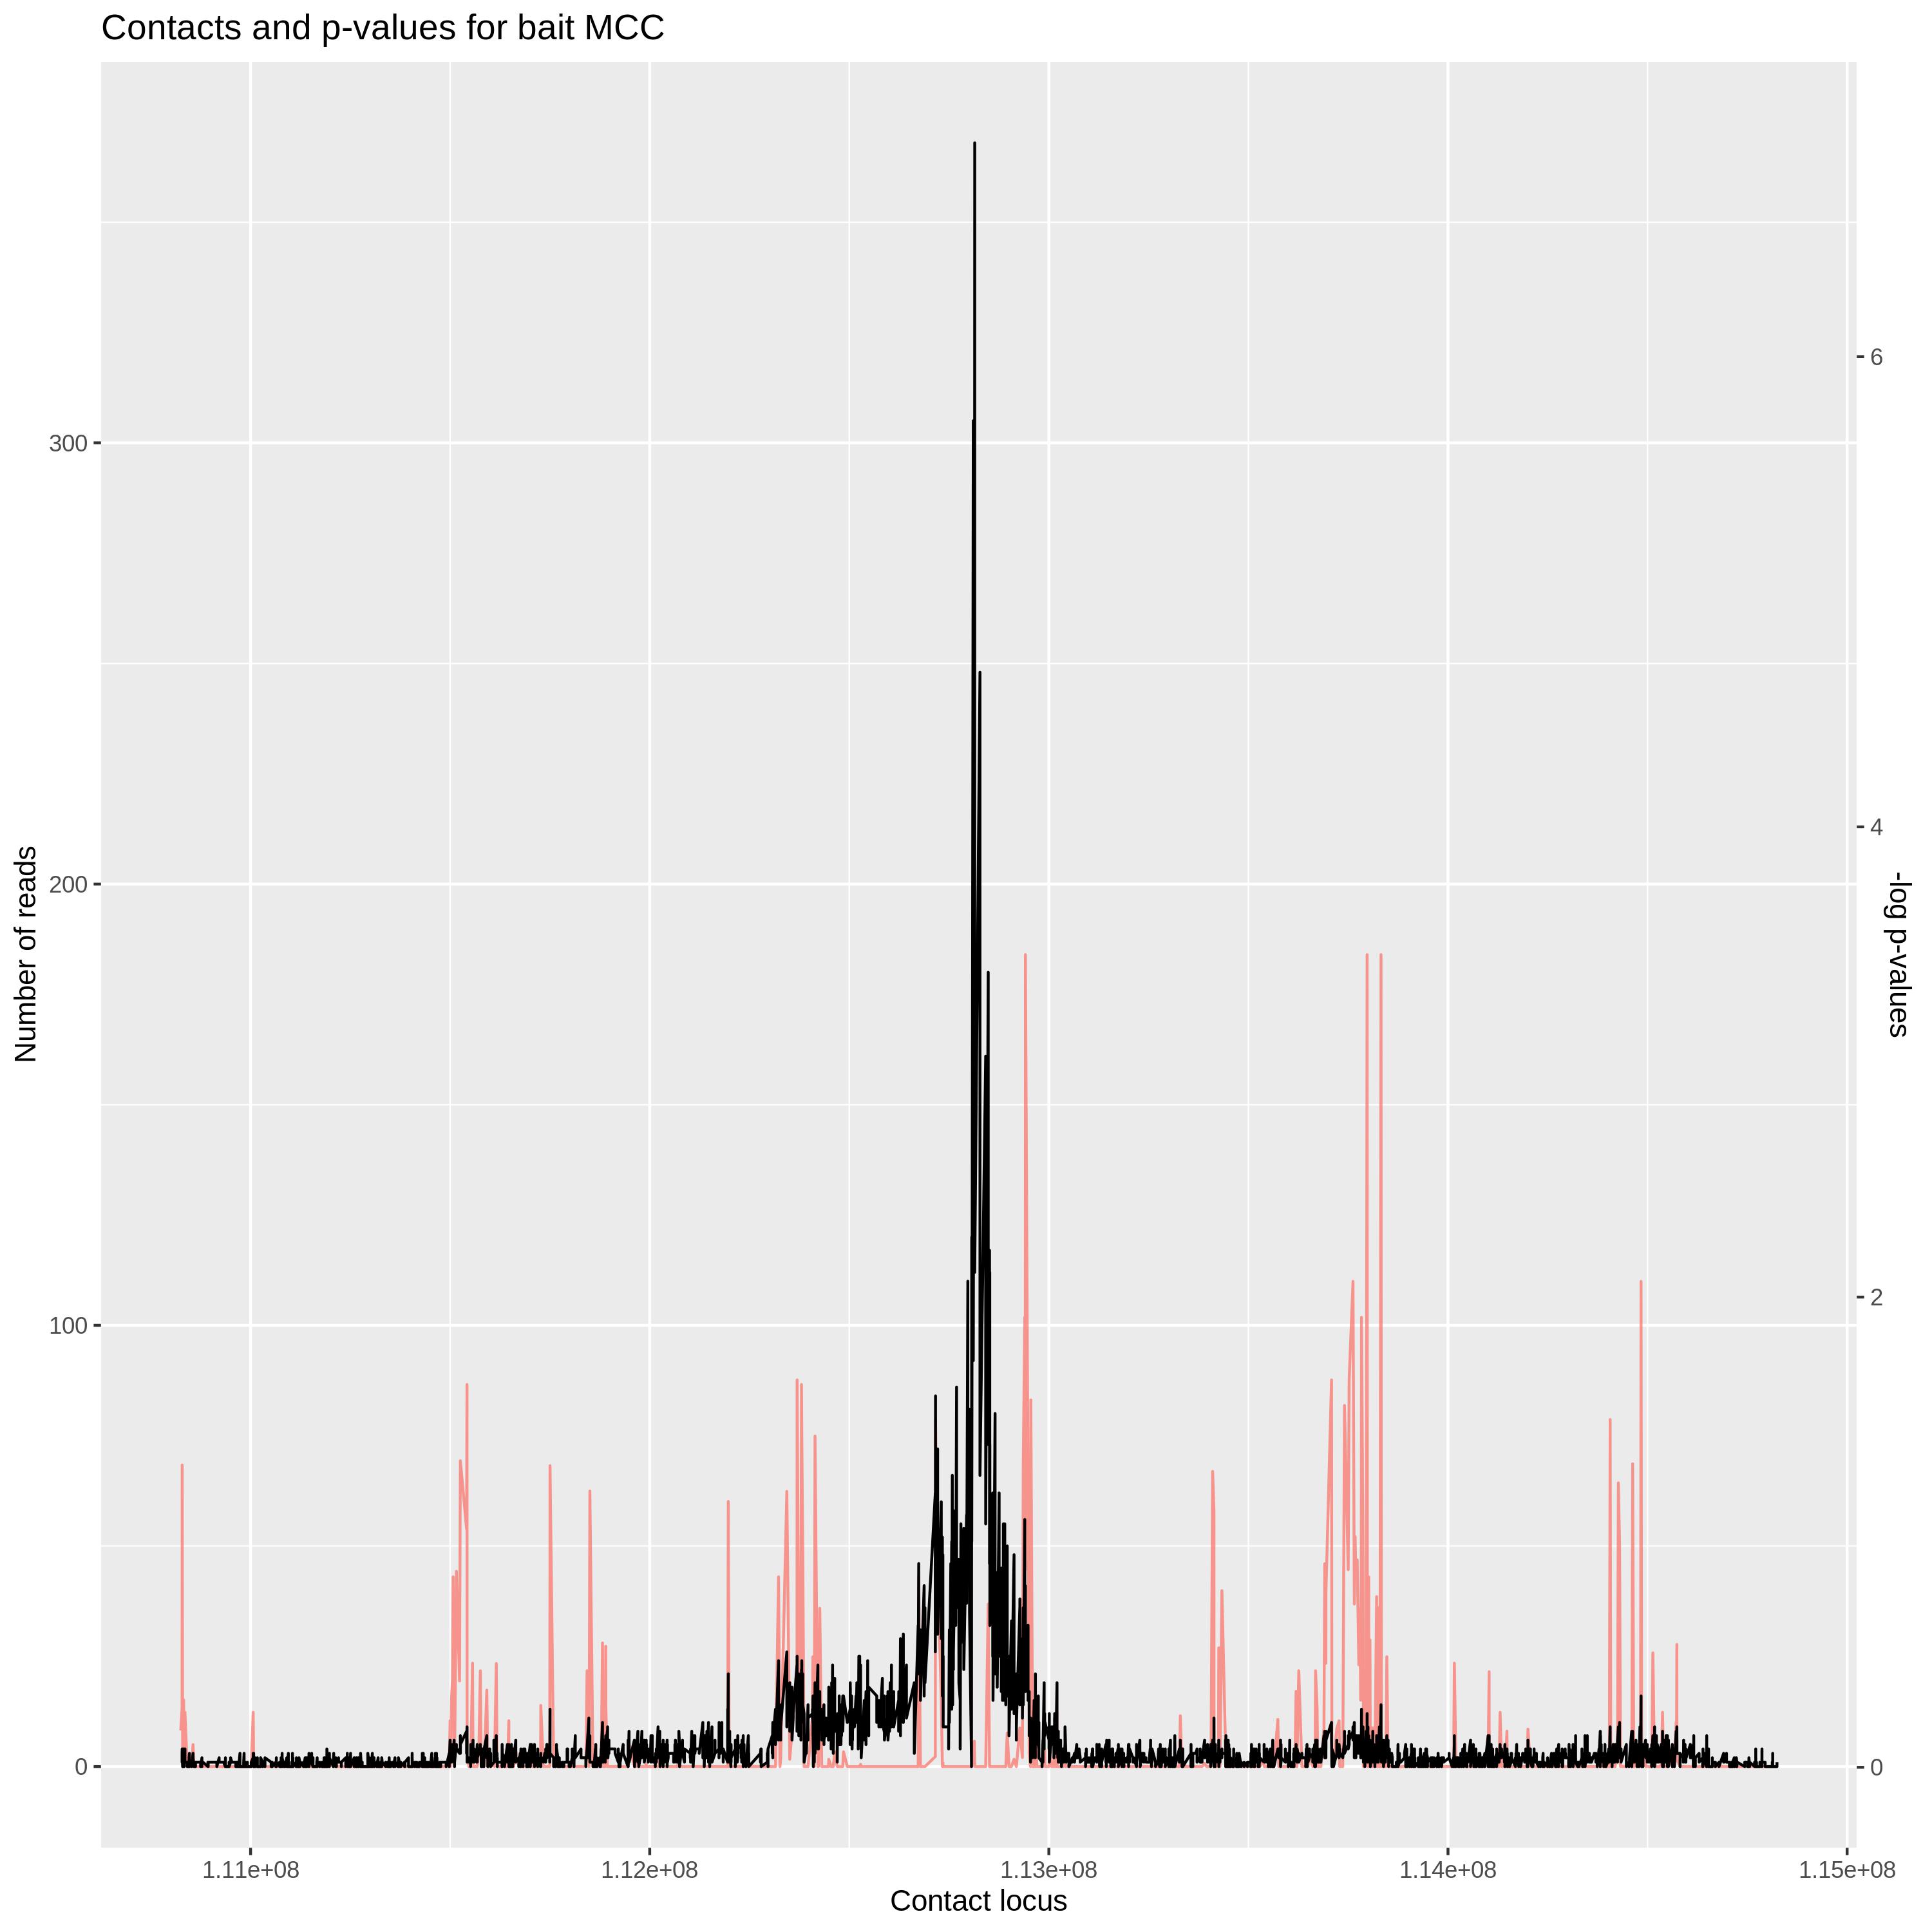 Contacts and p-values for bait MCC
300
200
100
0
Number of reads
6
4
2
0
-log p-values
1.11e+08
1.12e+08
1.13e+08
1.14e+08
1.15e+08
Contact locus